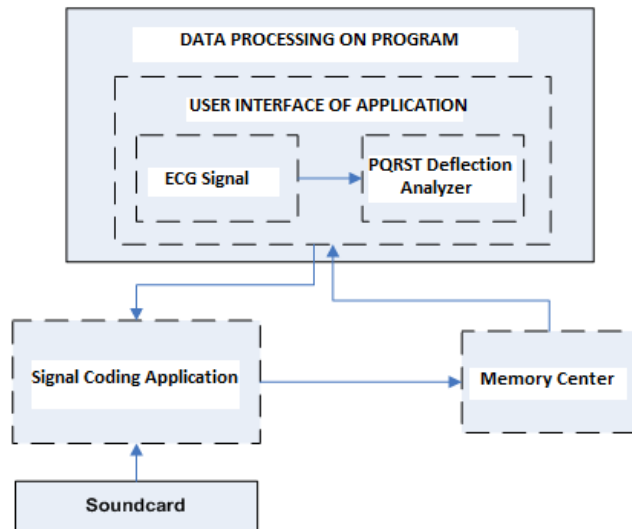 DATA PROCESSING ON PROGRAM
USER INTERFACE OF APPLICATION
ECG Signal
PQRST Deflection
Analyzer
Signal Coding Application
Memory Center
Soundcard